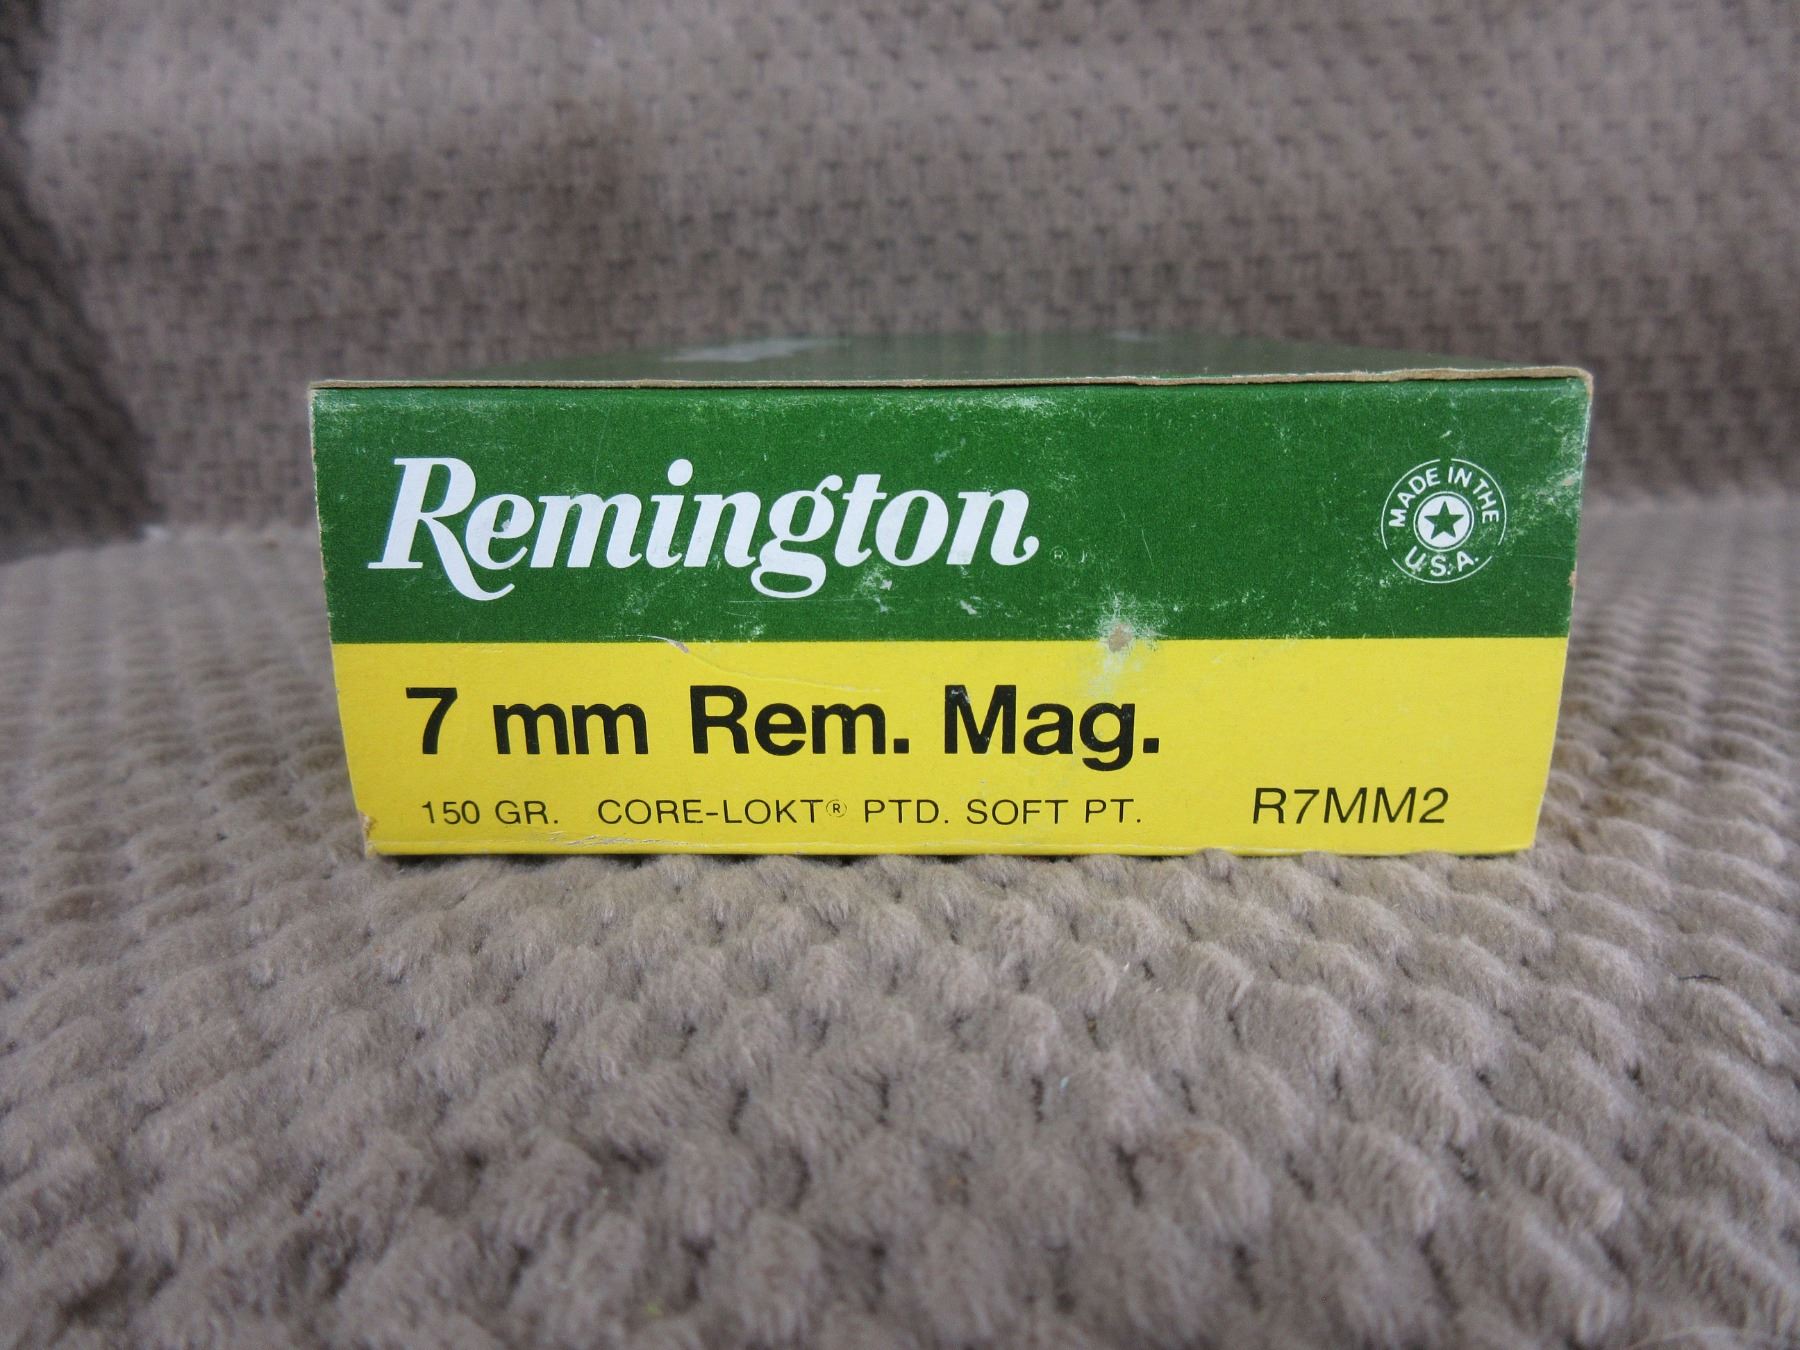 Remington®
MADE IN THE
U.S.A.
7 mm Rem. Mag.
150 GR. CORE-LOKT® PTD. SOFT PT. R7MM2